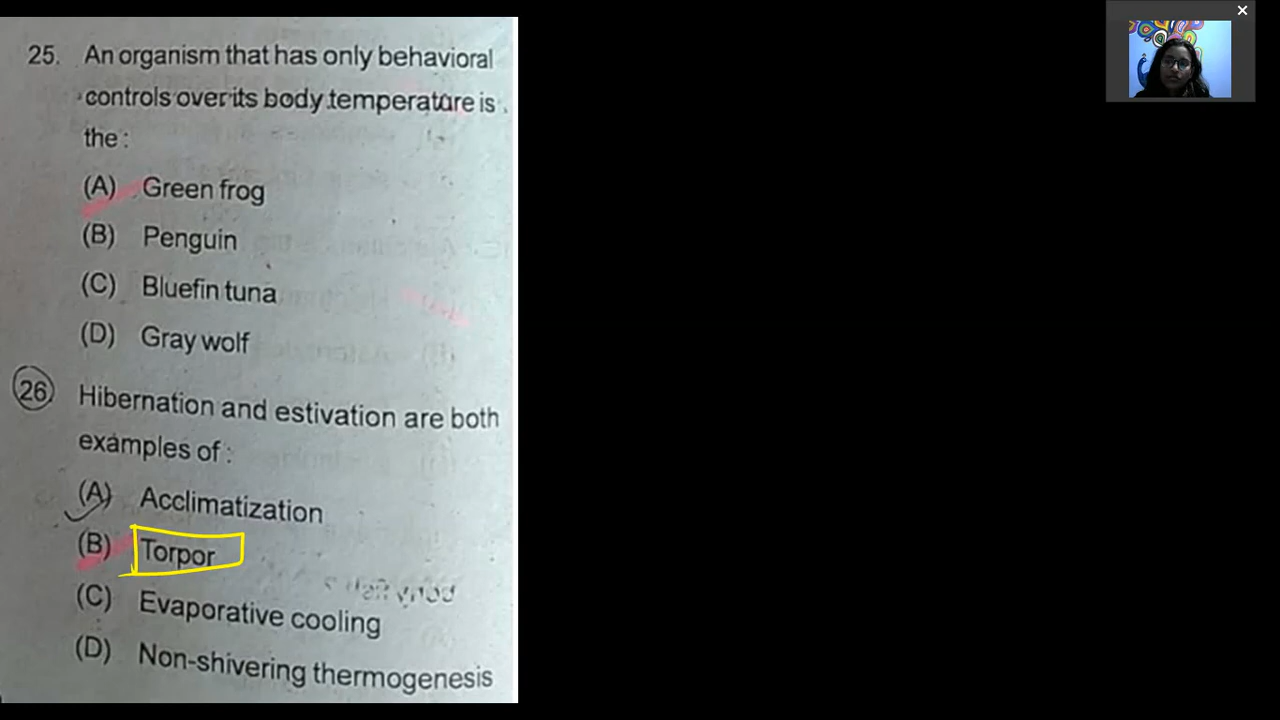 25. An organism that has only behavioral
controls over its body temperature is
the :
(A) Green frog
(B) Penguin
(C) Bluefin tuna
(D) Gray wolf
26. Hibernation and estivation are both
examples of :
(A) Acclimatization
(B) Torpor
(C) Evaporative cooling
(D) Non-shivering thermogenesis